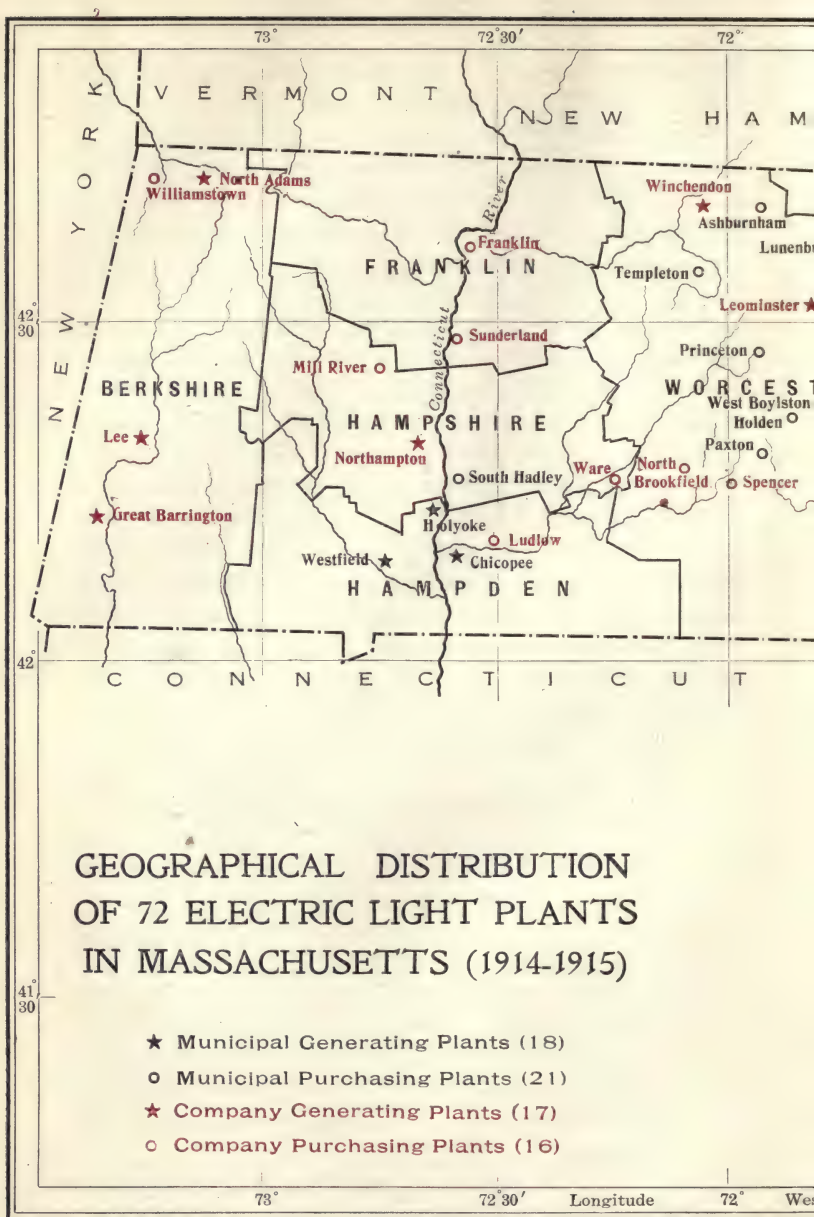 73°
72°30'
72°
VERMONT
NEW HAM
NEW YORK
Williamstown
North Adams
Winchendon
Ashburnham
Lunenbu
River
Franklin
FRANKLIN
Templeton
42°
30'
Leominster
Connecticut
Sunderland
Princeton
Mill River
BERKSHIRE
WORCEST
West Boylston
Holden
HAMPSHIRE
Lee
Northampton
Paxton
South Hadley
Ware
North
Brookfield
Spencer
Great Barrington
Holyoke
Ludlow
Westfield
Chicopee
HAMPDEN
42°
CONNECTICUT
GEOGRAPHICAL DISTRIBUTION
OF 72 ELECTRIC LIGHT PLANTS
IN MASSACHUSETTS (1914-1915)
41°
30'
★ Municipal Generating Plants (18)
○ Municipal Purchasing Plants (21)
★ Company Generating Plants (17)
○ Company Purchasing Plants (16)
73°
72°30'
Longitude
72°
Wes